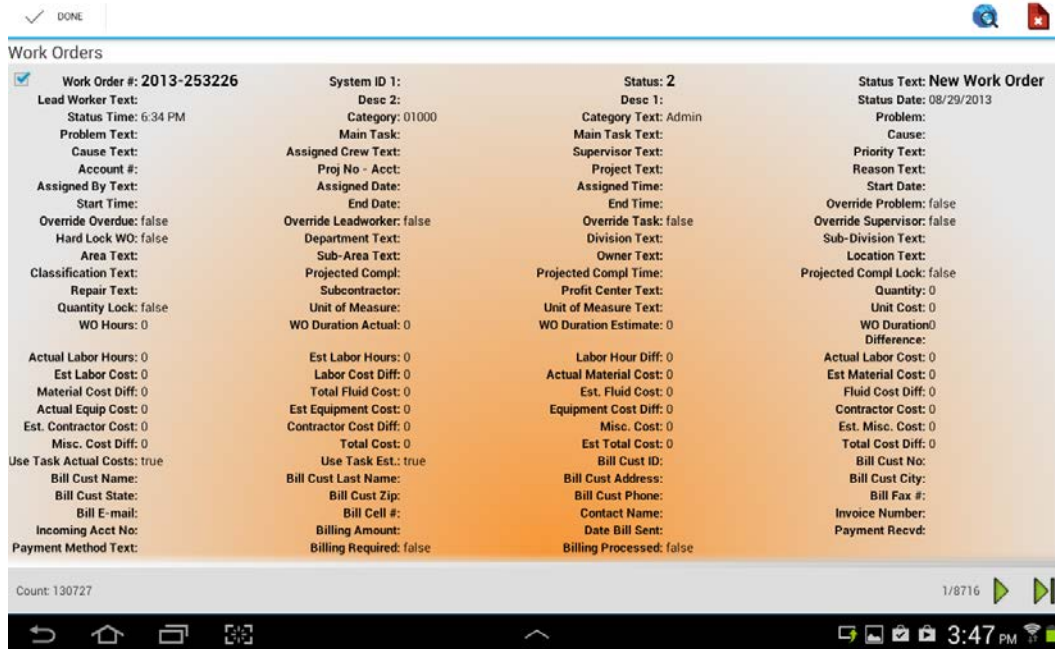 DONE
Work Orders
Work Order #: 2013-253226 System ID 1: Status: 2 Status Text: New Work Order
Lead Worker Text: Desc 2: Desc 1: Status Date: 08/29/2013
Status Time: 6:34 PM Category: 01000 Category Text: Admin Problem:
Problem Text: Main Task: Main Task Text: Cause:
Cause Text: Assigned Crew Text: Supervisor Text: Priority Text:
Account #: Proj No - Acct: Project Text: Reason Text:
Assigned By Text: Assigned Date: Assigned Time: Start Date:
Start Time: End Date: End Time: Override Problem: false
Override Overdue: false Override Leadworker: false Override Task: false Override Supervisor: false
Hard Lock WO: false Department Text: Division Text: Sub-Division Text:
Area Text: Sub-Area Text: Owner Text: Location Text:
Classification Text: Projected Compl: Projected Compl Time: Projected Compl Lock: false
Repair Text: Subcontractor: Profit Center Text: Quantity: 0
Quantity Lock: false Unit of Measure: Unit of Measure Text: Unit Cost: 0
WO Hours: 0 WO Duration Actual: 0 WO Duration Estimate: 0 WO Duration0
Difference:
Actual Labor Hours: 0 Est Labor Hours: 0 Labor Hour Diff: 0 Actual Labor Cost: 0
Est Labor Cost: 0 Labor Cost Diff: 0 Actual Material Cost: 0 Est Material Cost: 0
Material Cost Diff: 0 Total Fluid Cost: 0 Est. Fluid Cost: 0 Fluid Cost Diff: 0
Actual Equip Cost: 0 Est Equipment Cost: 0 Equipment Cost Diff: 0 Contractor Cost: 0
Est. Contractor Cost: 0 Contractor Cost Diff: 0 Misc. Cost: 0 Est. Misc. Cost: 0
Misc. Cost Diff: 0 Total Cost: 0 Est Total Cost: 0 Total Cost Diff: 0
Use Task Actual Costs: true Use Task Est.: true Bill Cust ID: Bill Cust No:
Bill Cust Name: Bill Cust Last Name: Bill Cust Address: Bill Cust City:
Bill Cust State: Bill Cust Zip: Bill Cust Phone: Bill Fax #:
Bill E-mail: Bill Cell #: Contact Name: Invoice Number:
Incoming Acct No: Billing Amount: Date Bill Sent: Payment Recvd:
Payment Method Text: Billing Required: false Billing Processed: false
Count: 130727 1/8716
3:47 PM